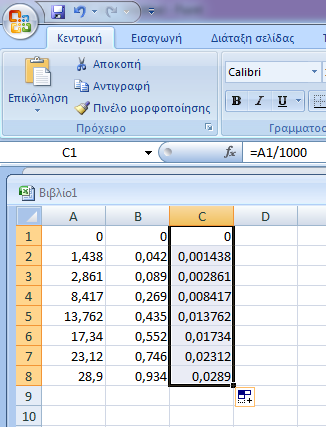 Κεντρική Εισαγωγή Διάταξη σελίδας
Επικόλληση
Αποκοπή
Αντιγραφή
Πινέλο μορφοποίησης
Πρόχειρο
Calibri
B I U
Γραμματοσ
C1 fx =A1/1000
Βιβλίο1
A B C D
1 0 0 0
2 1,438 0,042 0,001438
3 2,861 0,089 0,002861
4 8,417 0,269 0,008417
5 13,762 0,435 0,013762
6 17,34 0,552 0,01734
7 23,12 0,746 0,02312
8 28,9 0,934 0,0289
9
10